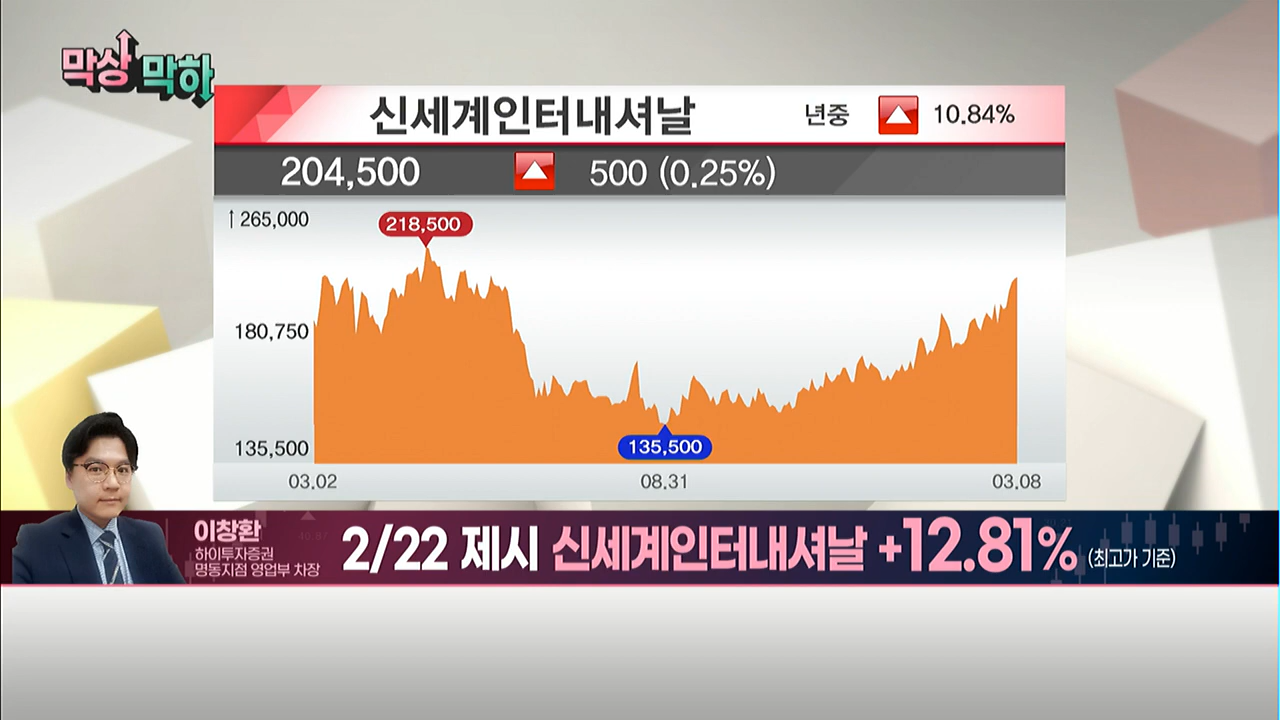 막상 막하
신세계인터내셔날
년중 ▲ 10.84%
204,500 ▲ 500 (0.25%)
↑265,000
218,500
180,750
135,500
135,500
03.02 08.31 03.08
이창환
하이투자증권
명동지점 영업부 차장
2/22 제시 신세계인터내셔날 +12.81% (최고가 기준)